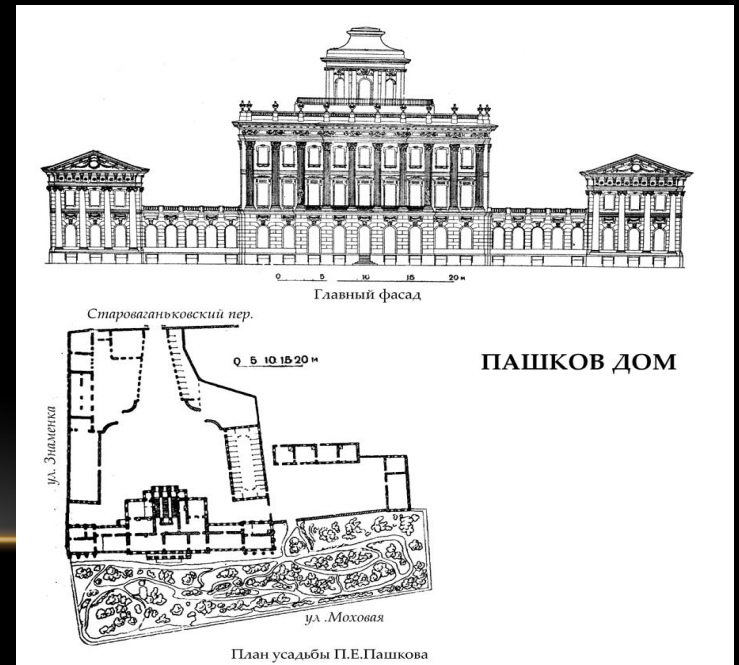 0 5 10 15 20 м
Главный фасад
Староваганьковский пер.
0 5 10 15 20 м
ПАШКОВ ДОМ
ул. Знаменка
ул .Моховая
План усадьбы П.Е.Пашкова